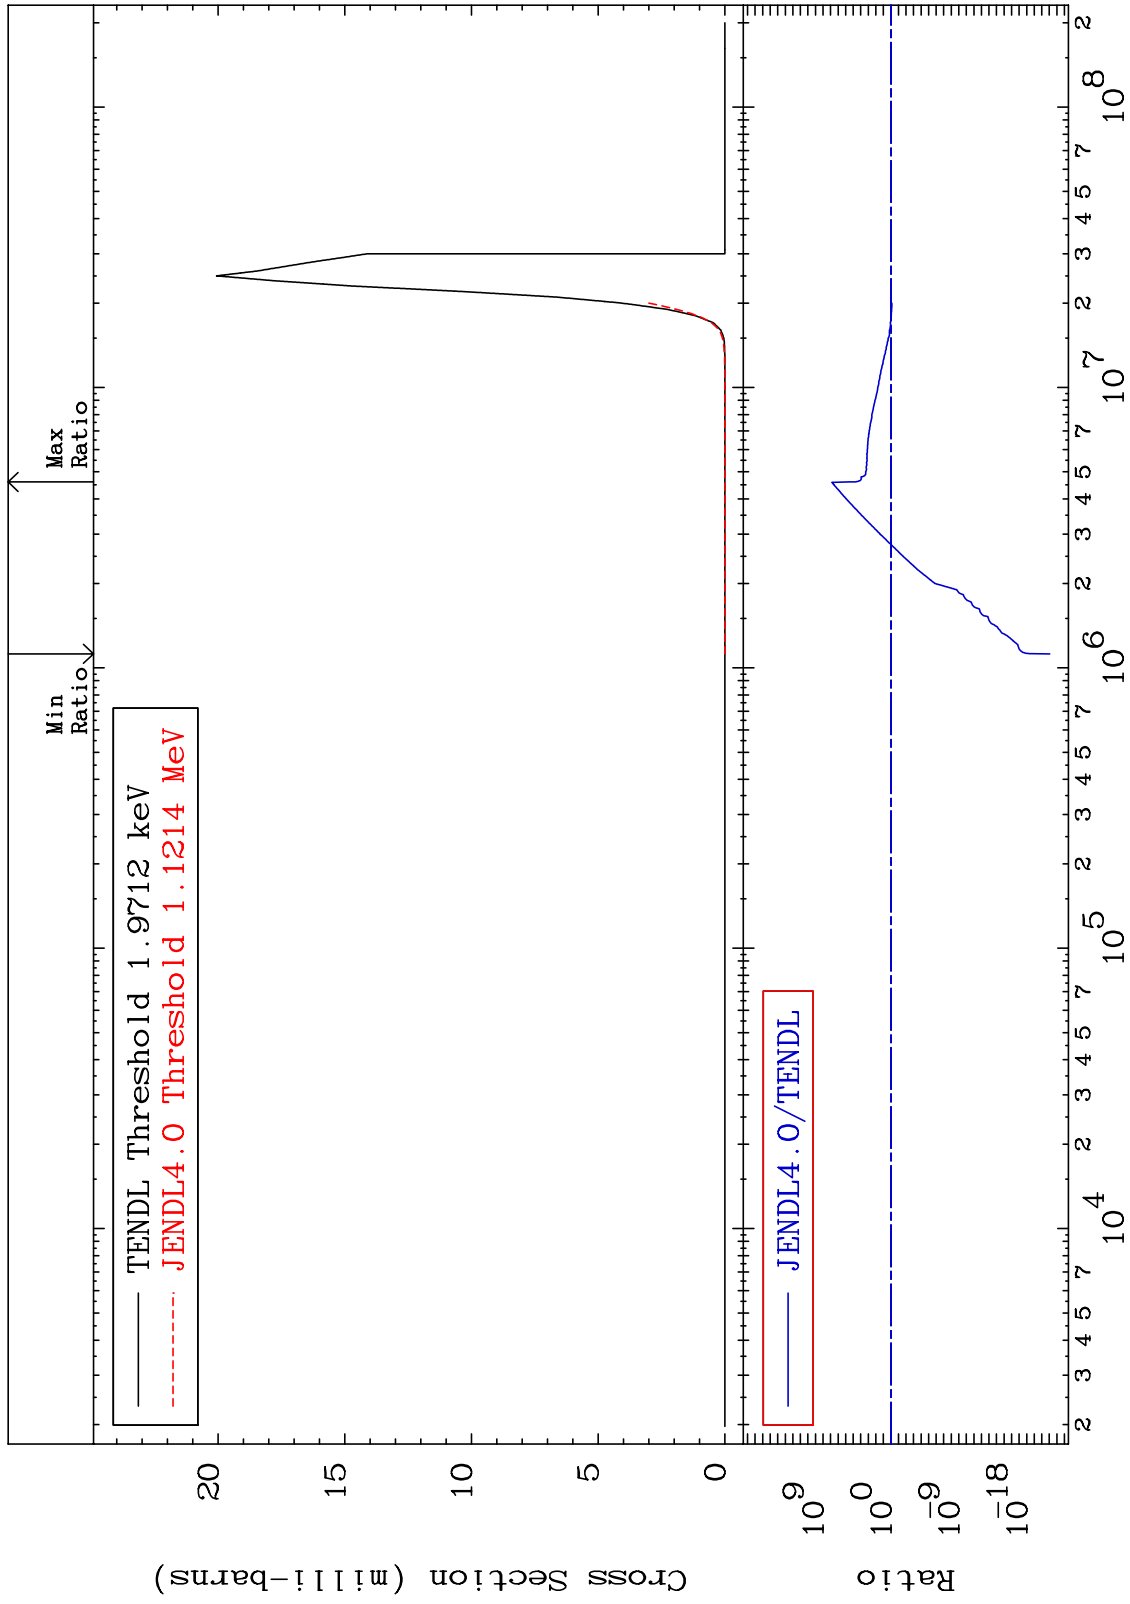 Min
Ratio
Max
Ratio
TENDL Threshold 1.9712 keV
JENDL4.0 Threshold 1.1214 MeV
20
15
10
5
0
Cross Section (milli-barns)
JENDL4.0/TENDL
10^9
10^0
10^-9
10^-18
Ratio
2 3 4 5 7 10^4 2 3 4 5 7 10^5 2 3 4 5 7 10^6 2 3 4 5 7 10^7 2 3 4 5 7 10^8 2